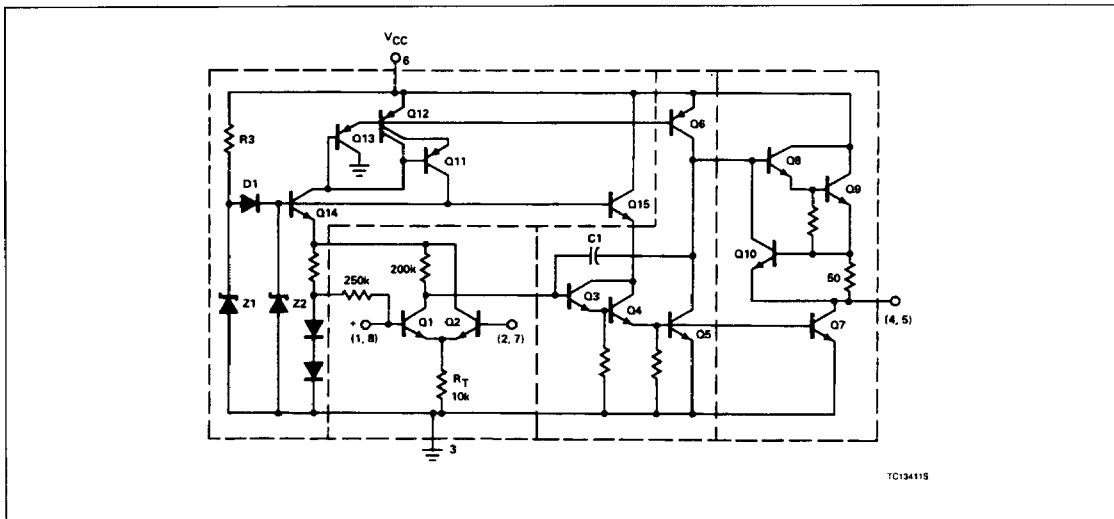 VCC
6
Q12
R3
Q13
Q6
Q11
Q8
D1
Q9
Q14
Q15
C1
Q10
200k
250k
50
Z1
Z2
Q3
Q4
+
Q1
Q2
(1, 8)
(2, 7)
Q5
Q7
(4, 5)
RT
10k
3
TC13411S